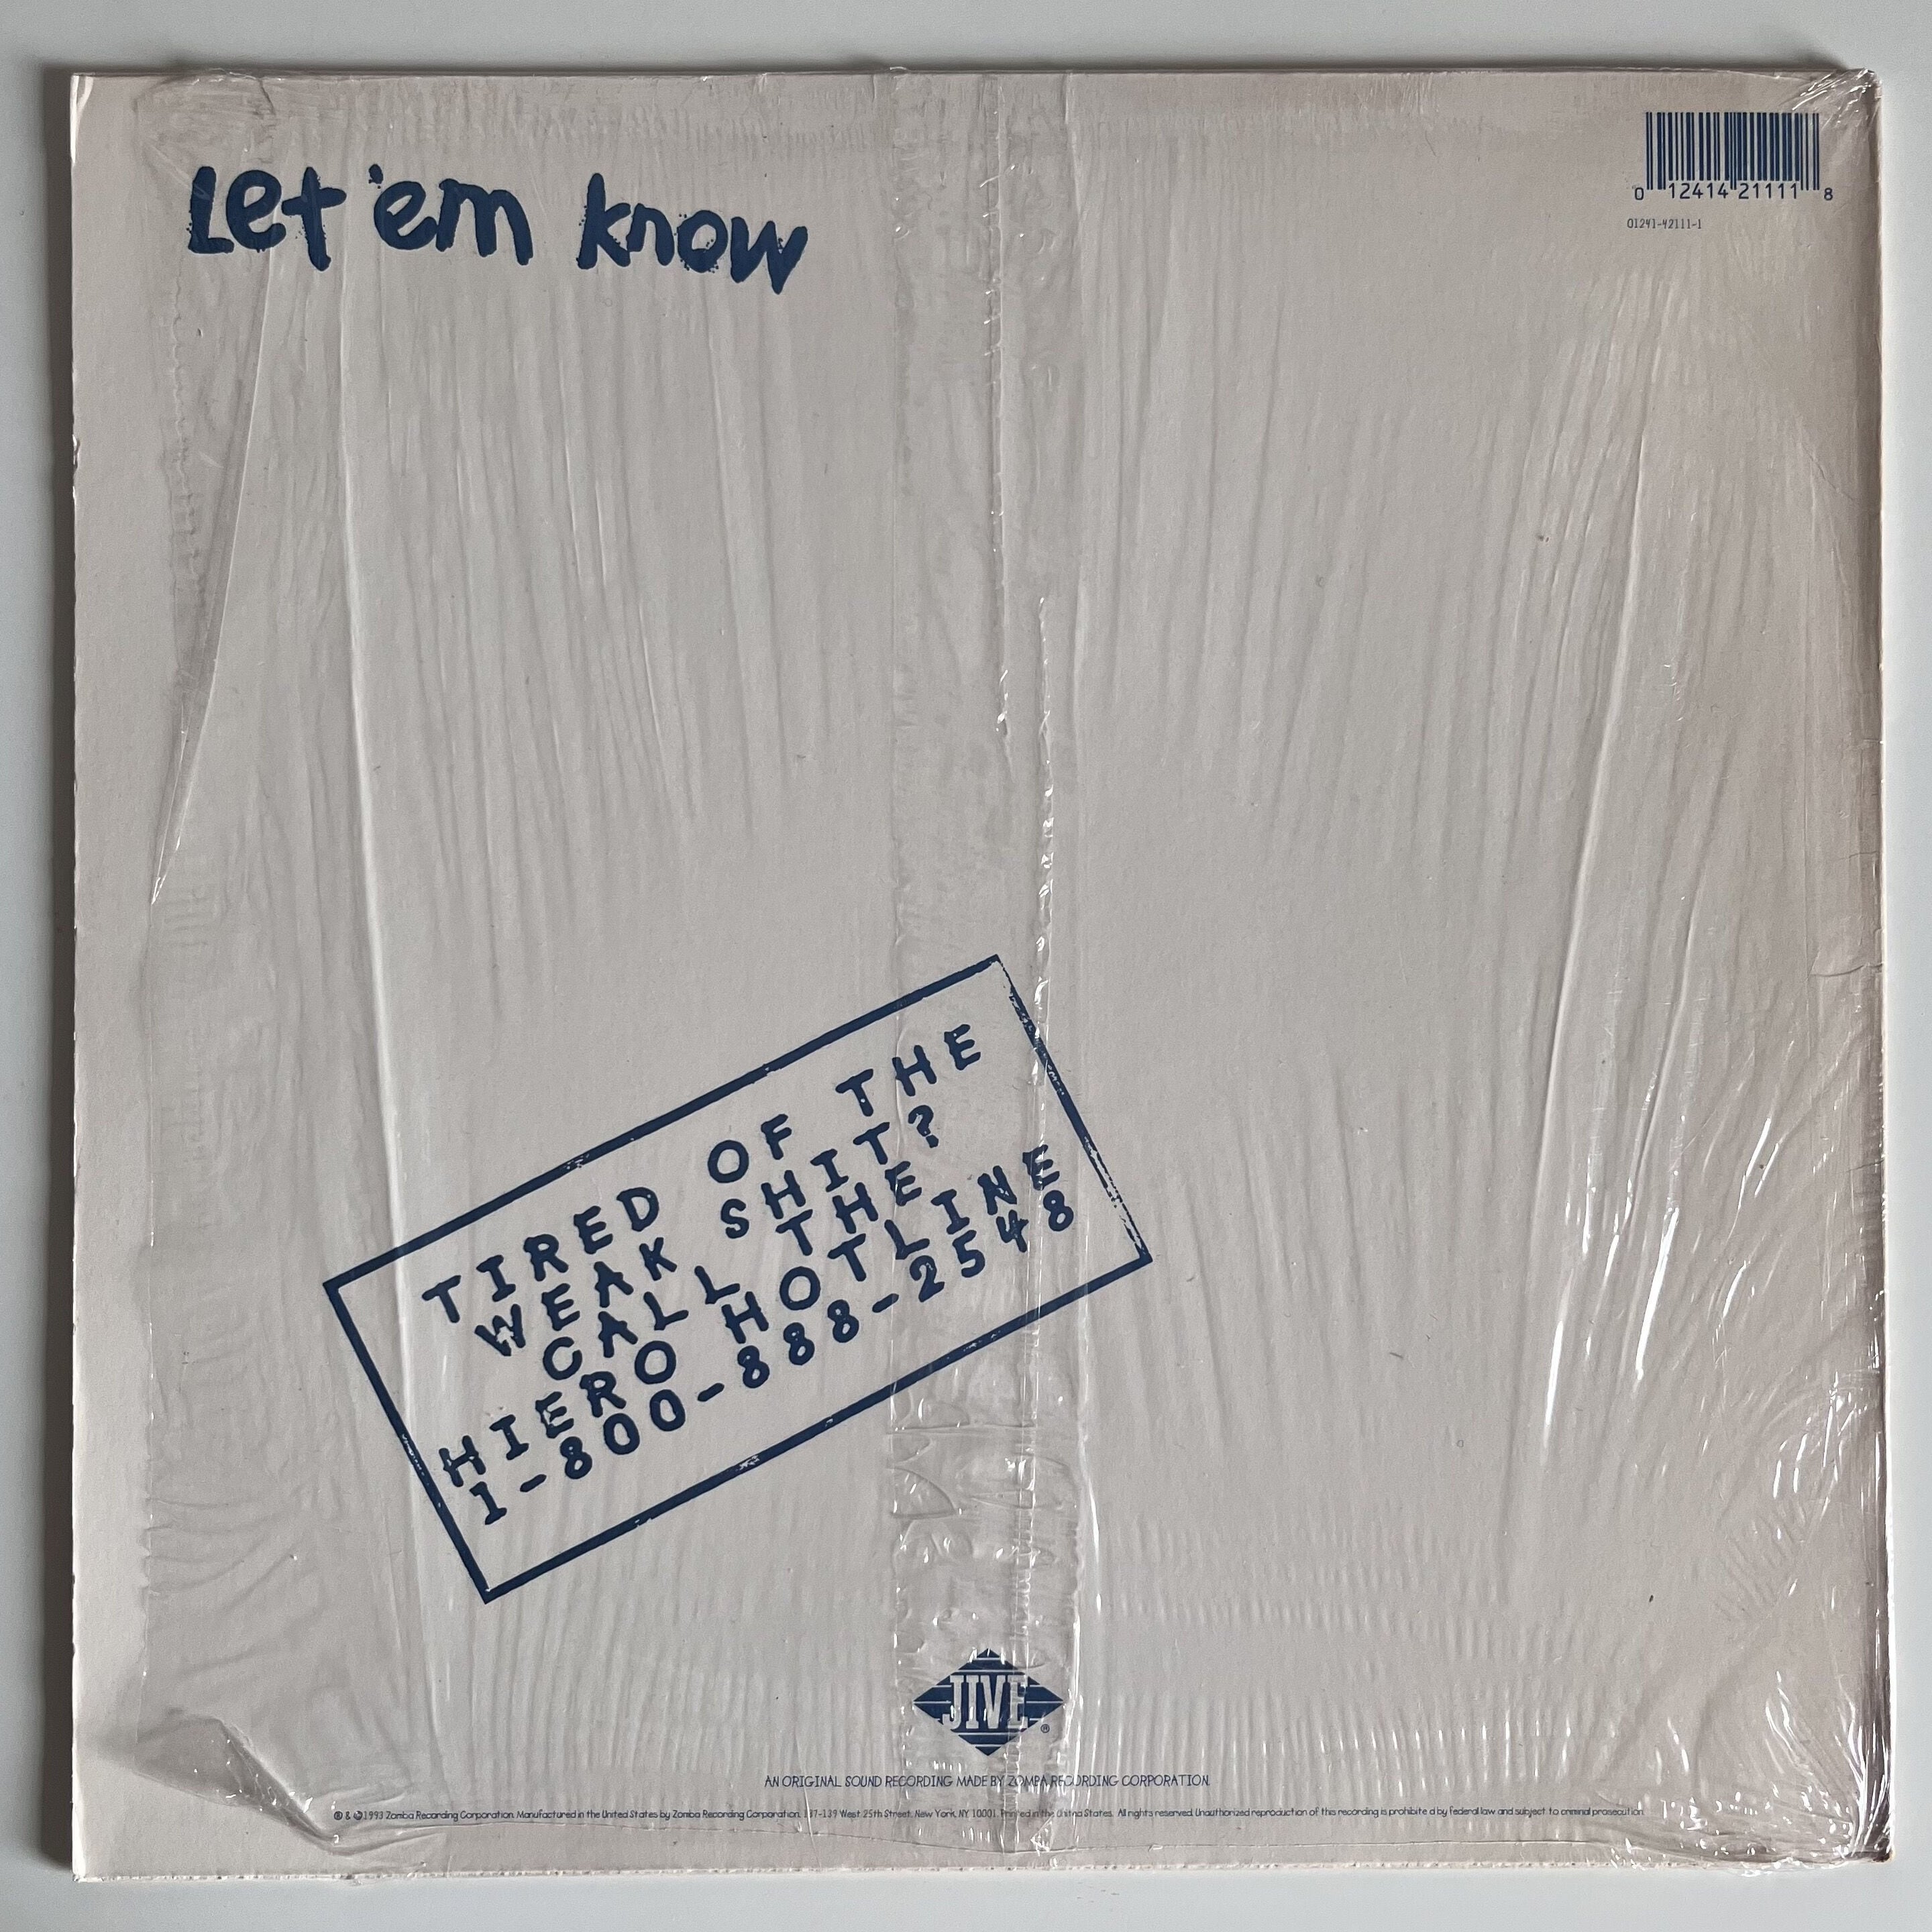 Let 'em know
0 12414 21111 8
01241-42111-1
TIRED OF THE
WEAK SHIT?
CALL THE
HIERO HOTLINE
1-800-888-2548
JIVE ®
AN ORIGINAL SOUND RECORDING MADE BY ZOMBA RECORDING CORPORATION.
℗ & © 1993 Zomba Recording Corporation. Manufactured in the United States by Zomba Recording Corporation, 137-139 West 25th Street, New York, NY 10001. Printed in the United States. All rights reserved. Unauthorized reproduction of this recording is prohibite d by federal law and subject to criminal prosecution